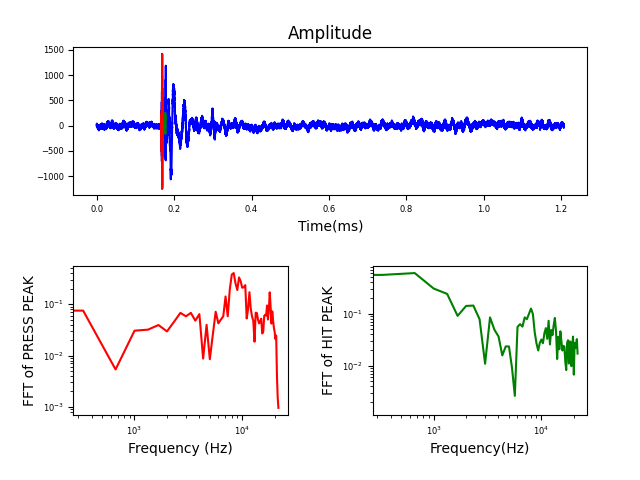 Amplitude
1500
1000
500
0
−500
−1000
0.0 0.2 0.4 0.6 0.8 1.0 1.2
Time(ms)
FFT of PRESS PEAK
10⁻¹
10⁻²
10⁻³
10³ 10⁴
Frequency (Hz)
FFT of HIT PEAK
10⁻¹
10⁻²
10³ 10⁴
Frequency(Hz)